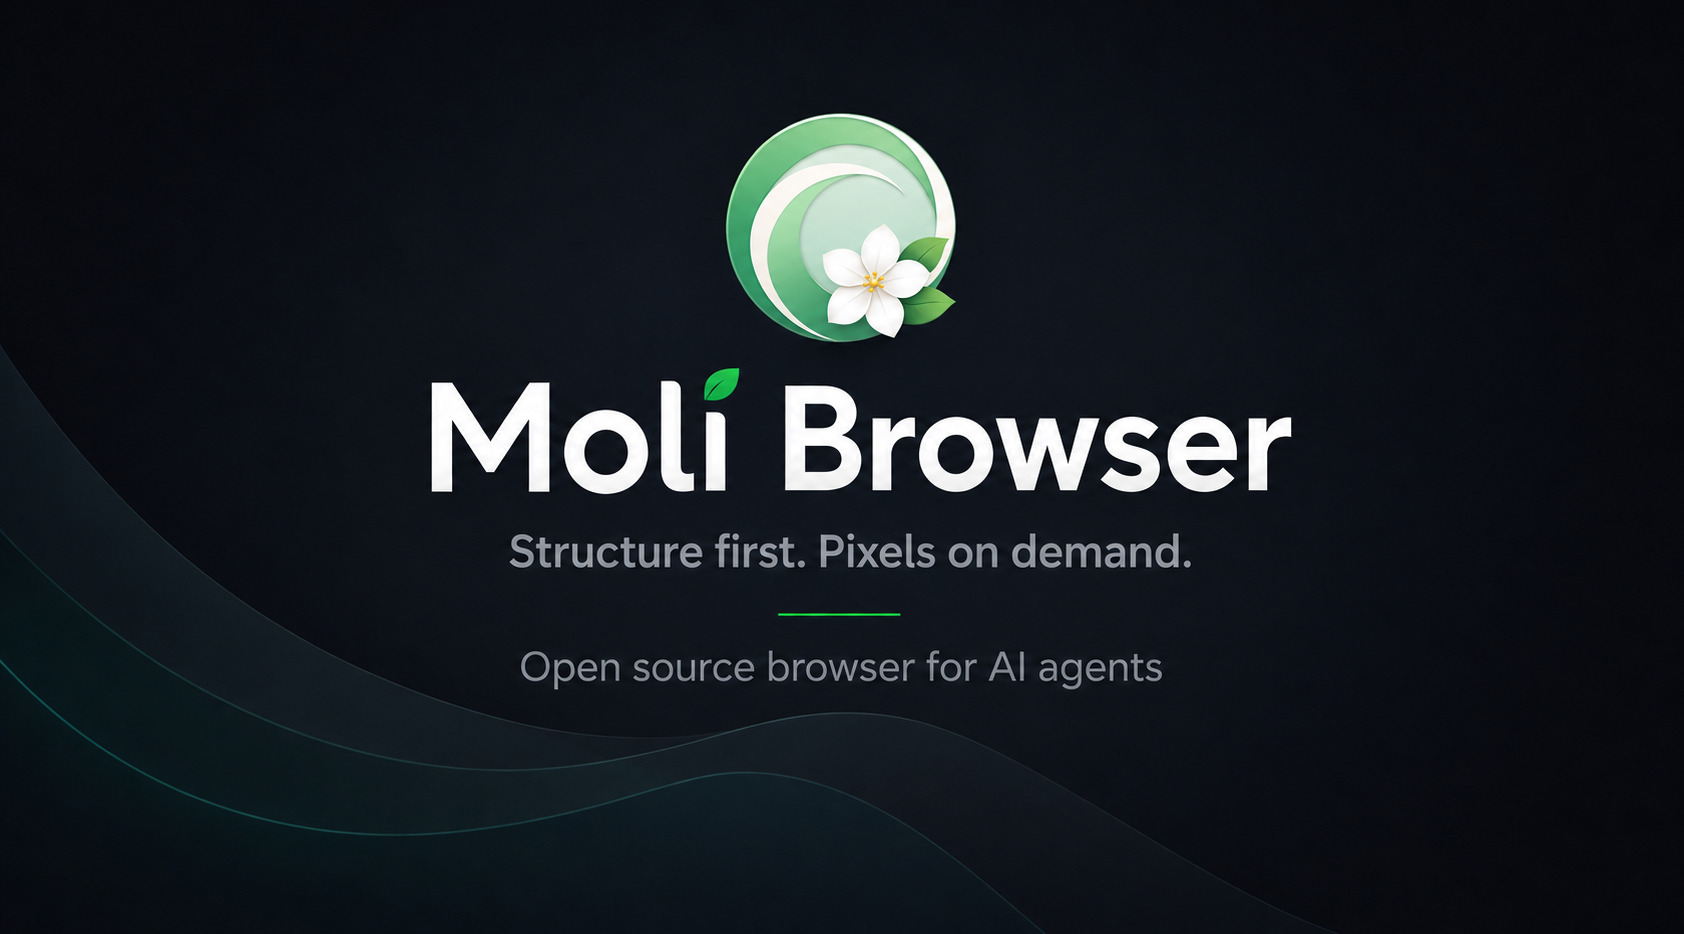 Moli Browser
Structure first. Pixels on demand.
Open source browser for AI agents